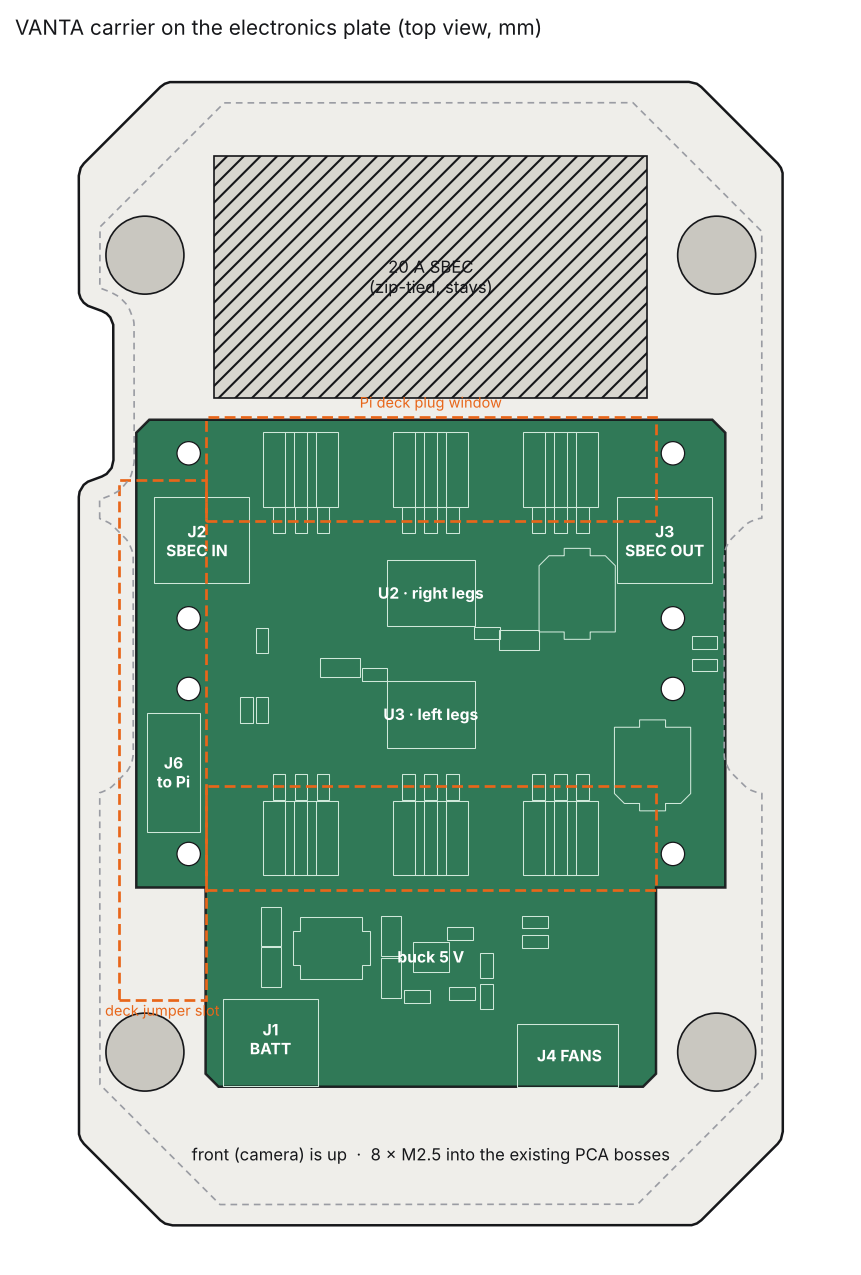 VANTA carrier on the electronics plate (top view, mm)
20 A SBEC
(zip-tied, stays)
Pi deck plug window
J2
SBEC IN
J3
SBEC OUT
U2 · right legs
U3 · left legs
J6
to Pi
buck 5 V
deck jumper slot
J1
BATT
J4 FANS
front (camera) is up · 8 × M2.5 into the existing PCA bosses